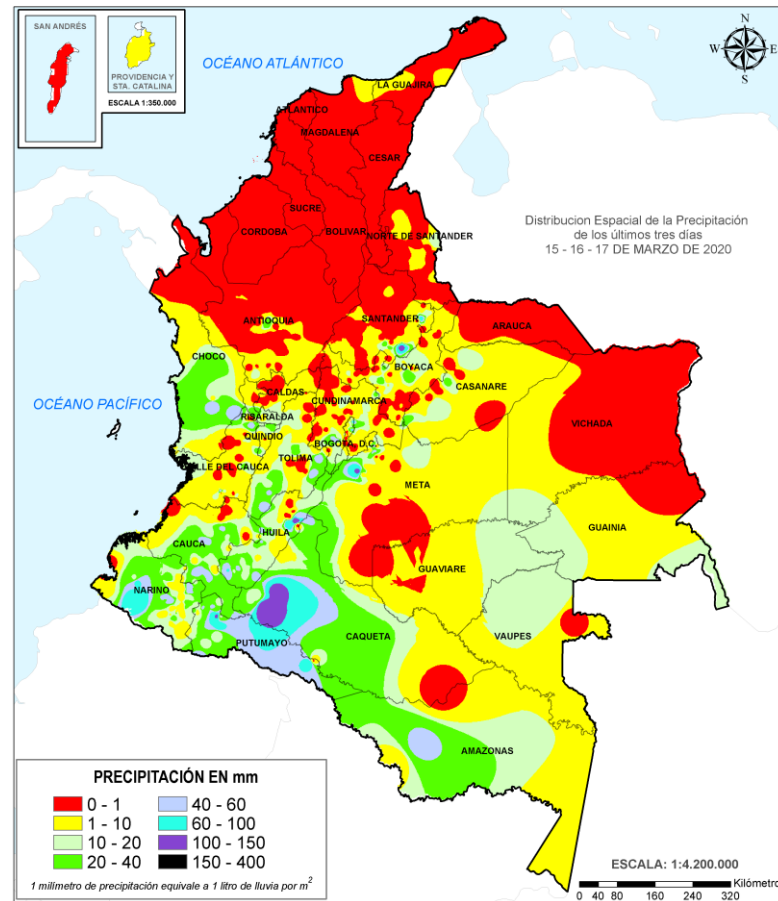 SAN ANDRÉS
PROVIDENCIA Y
STA. CATALINA
ESCALA 1:350.000
OCÉANO ATLÁNTICO
N
W
E
S
LA GUAJIRA
ATLANTICO
MAGDALENA
CESAR
SUCRE
CORDOBA
BOLIVAR
NORTE DE SANTANDER
Distribucion Espacial de la Precipitación
de los últimos tres días
15 - 16 - 17 DE MARZO DE 2020
ANTIOQUIA
SANTANDER
ARAUCA
CHOCO
BOYACA
CASANARE
CALDAS
CUNDINAMARCA
OCÉANO PACÍFICO
RISARALDA
VICHADA
QUINDIO
BOGOTA, D.C.
TOLIMA
VALLE DEL CAUCA
META
GUAINIA
HUILA
CAUCA
GUAVIARE
NARINO
CAQUETA
VAUPES
PUTUMAYO
AMAZONAS
PRECIPITACIÓN EN mm
0 - 1
40 - 60
1 - 10
60 - 100
10 - 20
100 - 150
20 - 40
150 - 400
1 milímetro de precipitación equivale a 1 litro de lluvia por m²
ESCALA: 1:4.200.000
Kilómetro
0 40 80 160 240 320